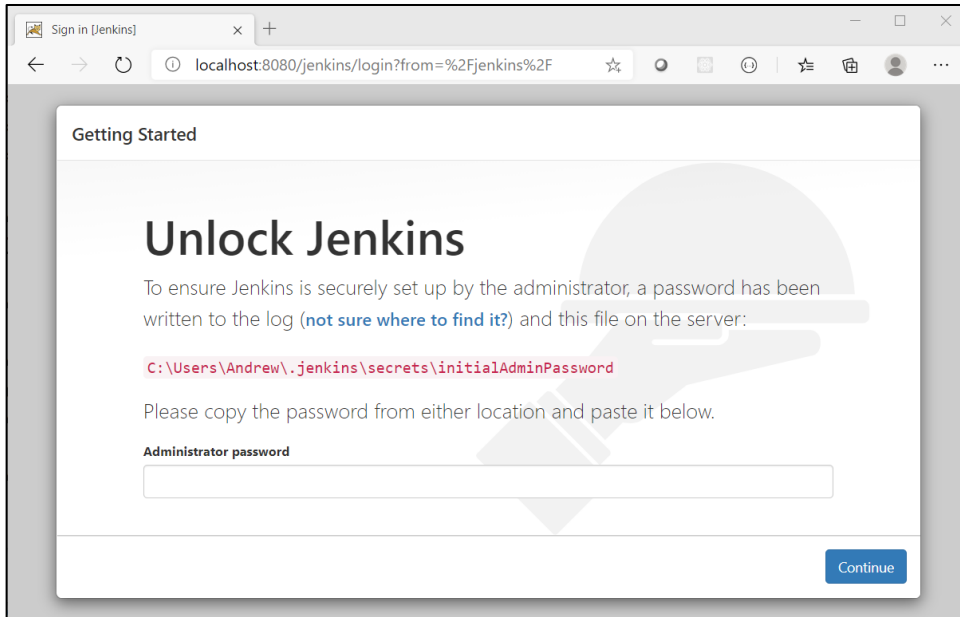 Sign in [Jenkins]
localhost:8080/jenkins/login?from=%2Fjenkins%2F
Getting Started
Unlock Jenkins
To ensure Jenkins is securely set up by the administrator, a password has been
written to the log (not sure where to find it?) and this file on the server:
C:\Users\Andrew\.jenkins\secrets\initialAdminPassword
Please copy the password from either location and paste it below.
Administrator password
Continue